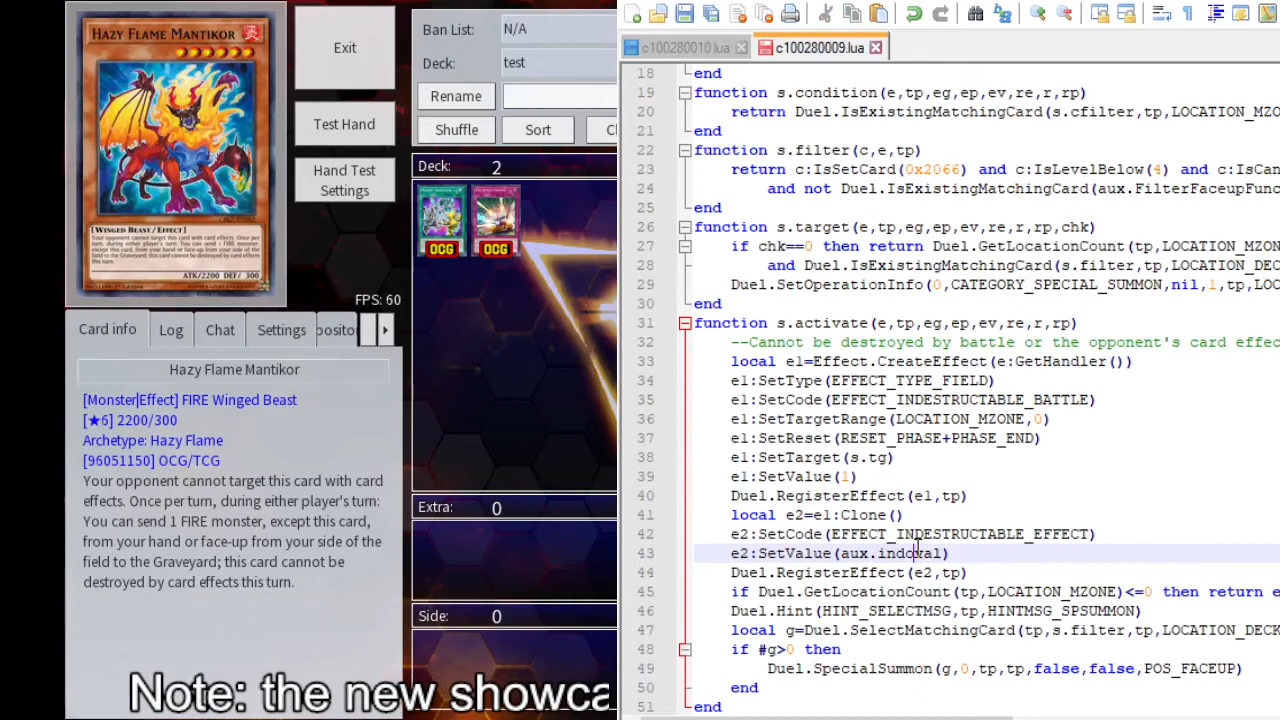 HAZY FLAME MANTIKOR
[WINGED BEAST / EFFECT]
ATK/2200 DEF/ 300
Exit
Test Hand
Hand Test
Settings
FPS: 60
Ban List:
N/A
Deck:
test
Rename
Shuffle
Sort
Deck: 2
OCG
OCG
Extra: 0
Side: 0
Card info
Log
Chat
Settings
posito
Hazy Flame Mantikor
[Monster|Effect] FIRE Winged Beast
[★6] 2200/300
Archetype: Hazy Flame
[96051150] OCG/TCG
Your opponent cannot target this card with card
effects. Once per turn, during either player's turn:
You can send 1 FIRE monster, except this card,
from your hand or face-up from your side of the
field to the Graveyard; this card cannot be
destroyed by card effects this turn.
Note: the new showca
c100280010.lua
c100280009.lua
18 end
19 function s.condition(e,tp,eg,ep,ev,re,r,rp)
20 return Duel.IsExistingMatchingCard(s.cfilter,tp,LOCATION_MZO
21 end
22 function s.filter(c,e,tp)
23 return c:IsSetCard(0x2066) and c:IsLevelBelow(4) and c:IsCan
24 and not Duel.IsExistingMatchingCard(aux.FilterFaceupFunc
25 end
26 function s.target(e,tp,eg,ep,ev,re,r,rp,chk)
27 if chk==0 then return Duel.GetLocationCount(tp,LOCATION_MZON
28 and Duel.IsExistingMatchingCard(s.filter,tp,LOCATION_DEC
29 Duel.SetOperationInfo(0,CATEGORY_SPECIAL_SUMMON,nil,1,tp,LOC
30 end
31 function s.activate(e,tp,eg,ep,ev,re,r,rp)
32 --Cannot be destroyed by battle or the opponent's card effec
33 local e1=Effect.CreateEffect(e:GetHandler())
34 e1:SetType(EFFECT_TYPE_FIELD)
35 e1:SetCode(EFFECT_INDESTRUCTABLE_BATTLE)
36 e1:SetTargetRange(LOCATION_MZONE,0)
37 e1:SetReset(RESET_PHASE+PHASE_END)
38 e1:SetTarget(s.tg)
39 e1:SetValue(1)
40 Duel.RegisterEffect(e1,tp)
41 local e2=e1:Clone()
42 e2:SetCode(EFFECT_INDESTRUCTABLE_EFFECT)
43 e2:SetValue(aux.indoval)
44 Duel.RegisterEffect(e2,tp)
45 if Duel.GetLocationCount(tp,LOCATION_MZONE)<=0 then return e
46 Duel.Hint(HINT_SELECTMSG,tp,HINTMSG_SPSUMMON)
47 local g=Duel.SelectMatchingCard(tp,s.filter,tp,LOCATION_DECK
48 if #g>0 then
49 Duel.SpecialSummon(g,0,tp,tp,false,false,POS_FACEUP)
50 end
51 end